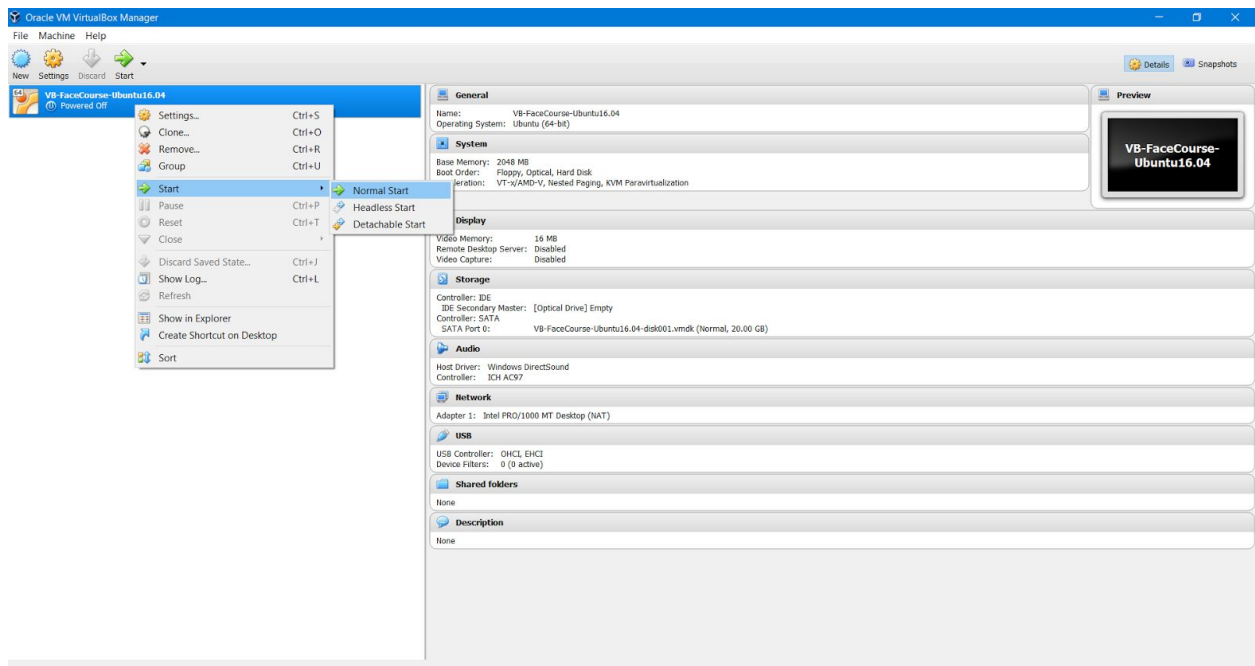 Oracle VM VirtualBox Manager
File Machine Help
New Settings Discard Start
Details Snapshots
64
VB-FaceCourse-Ubuntu16.04
Powered Off
Settings... Ctrl+S
Clone... Ctrl+O
Remove... Ctrl+R
Group Ctrl+U
Start
Pause Ctrl+P
Reset Ctrl+T
Close
Discard Saved State... Ctrl+J
Show Log... Ctrl+L
Refresh
Show in Explorer
Create Shortcut on Desktop
Sort
Normal Start
Headless Start
Detachable Start
General
Name: VB-FaceCourse-Ubuntu16.04
Operating System: Ubuntu (64-bit)
System
Base Memory: 2048 MB
Boot Order: Floppy, Optical, Hard Disk
leration: VT-x/AMD-V, Nested Paging, KVM Paravirtualization
Display
Video Memory: 16 MB
Remote Desktop Server: Disabled
Video Capture: Disabled
Storage
Controller: IDE
IDE Secondary Master: [Optical Drive] Empty
Controller: SATA
SATA Port 0: VB-FaceCourse-Ubuntu16.04-disk001.vmdk (Normal, 20.00 GB)
Audio
Host Driver: Windows DirectSound
Controller: ICH AC97
Network
Adapter 1: Intel PRO/1000 MT Desktop (NAT)
USB
USB Controller: OHCI, EHCI
Device Filters: 0 (0 active)
Shared folders
None
Description
None
Preview
VB-FaceCourse-
Ubuntu16.04